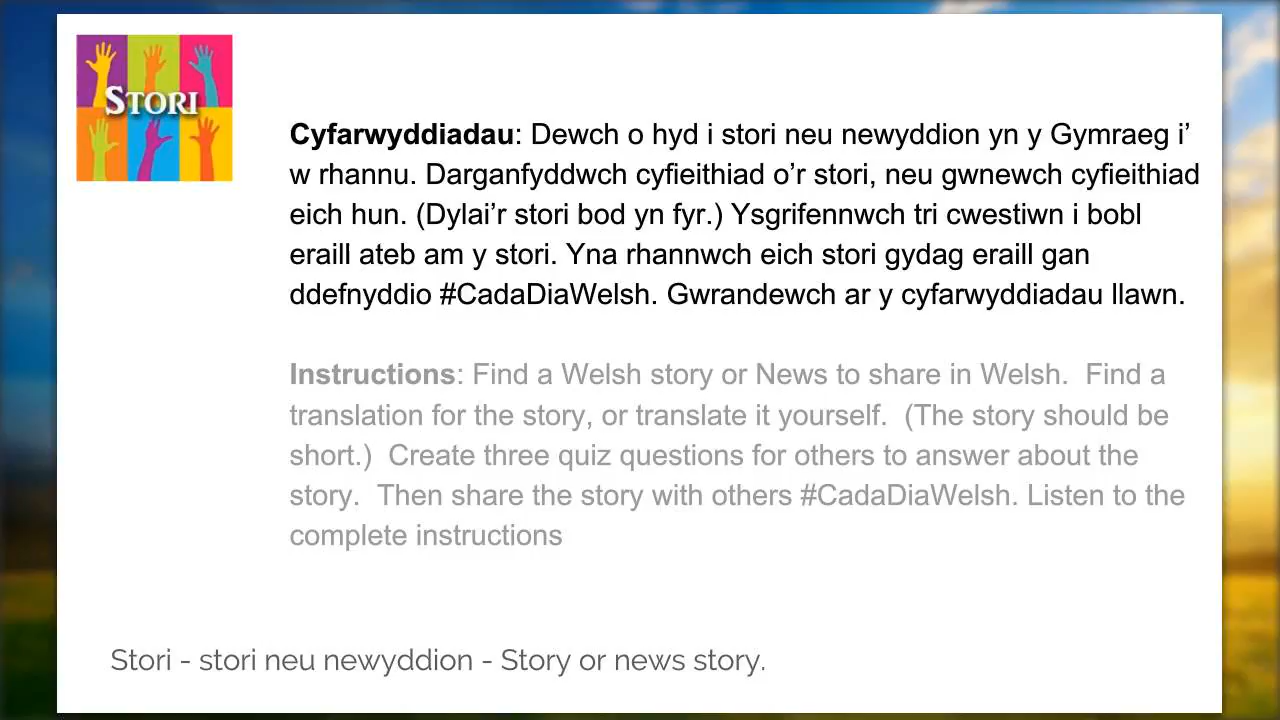 STORI
Cyfarwyddiadau: Dewch o hyd i stori neu newyddion yn y Gymraeg i’
w rhannu. Darganfyddwch cyfieithiad o’r stori, neu gwnewch cyfieithiad
eich hun. (Dylai’r stori bod yn fyr.) Ysgrifennwch tri cwestiwn i bobl
eraill ateb am y stori. Yna rhannwch eich stori gydag eraill gan
ddefnyddio #CadaDiaWelsh. Gwrandewch ar y cyfarwyddiadau llawn.
Instructions: Find a Welsh story or News to share in Welsh.  Find a
translation for the story, or translate it yourself.  (The story should be
short.)  Create three quiz questions for others to answer about the
story.  Then share the story with others #CadaDiaWelsh. Listen to the
complete instructions
Stori - stori neu newyddion - Story or news story.